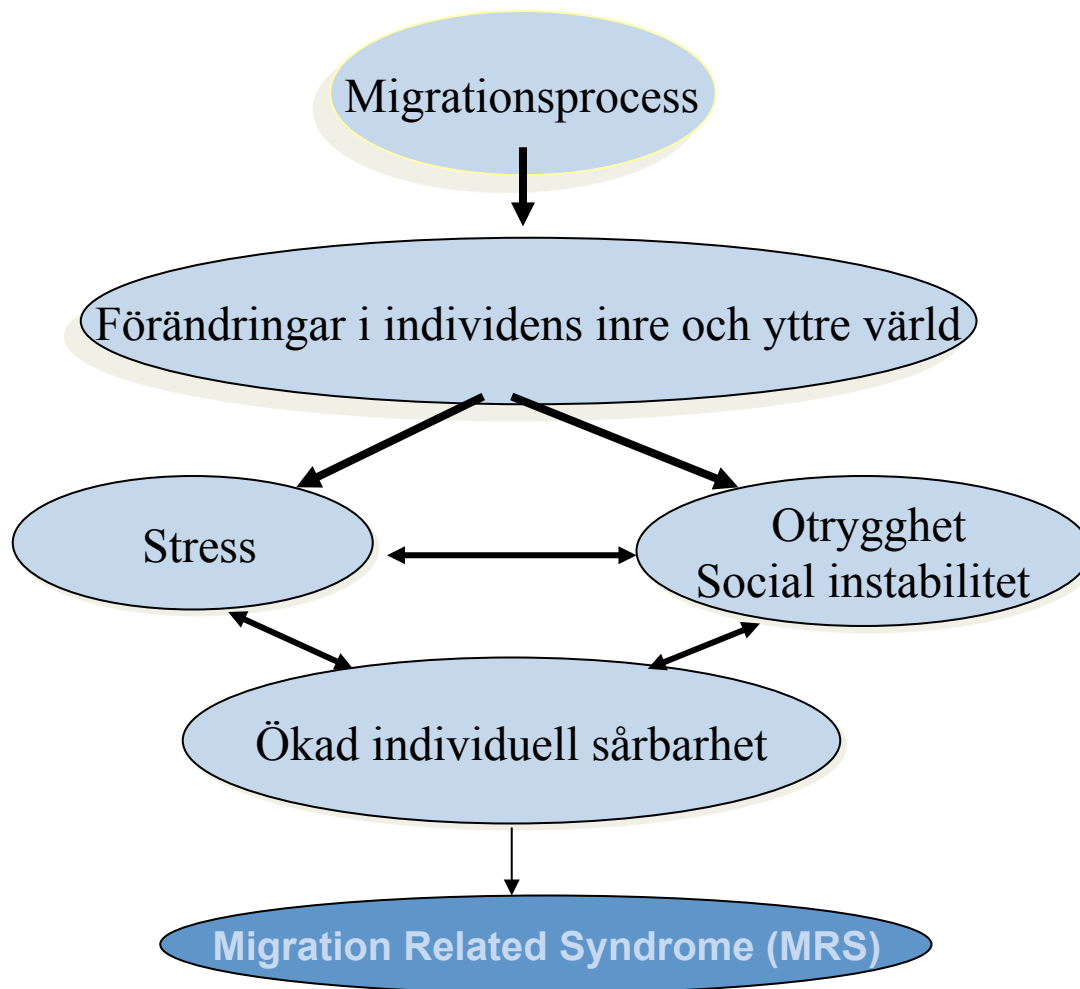 Migrationsprocess
Förändringar i individens inre och yttre värld
Stress
Otrygghet
Social instabilitet
Ökad individuell sårbarhet
Migration Related Syndrome (MRS)